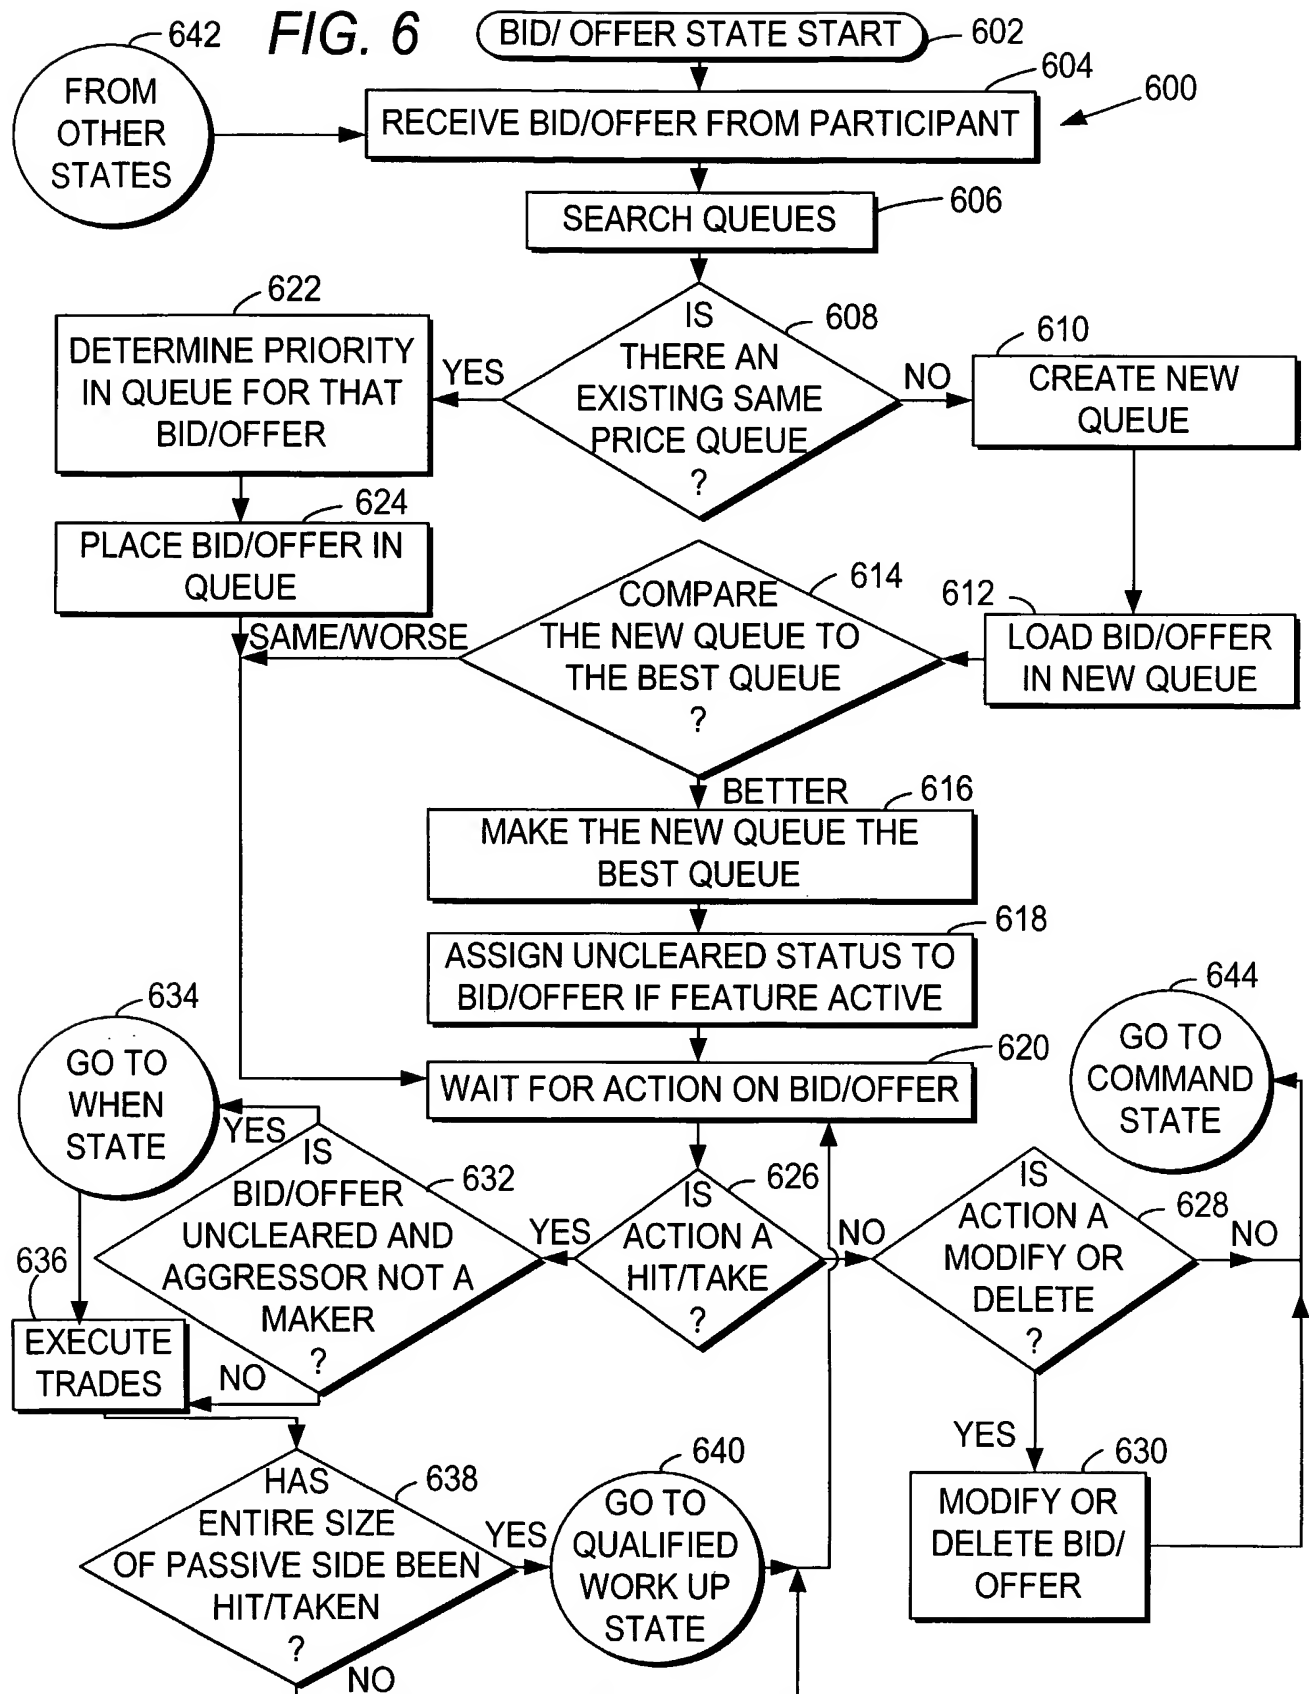 FIG. 6
BID/ OFFER STATE START
602
642
FROM
OTHER
STATES
604
600
RECEIVE BID/OFFER FROM PARTICIPANT
SEARCH QUEUES
606
622
DETERMINE PRIORITY
IN QUEUE FOR THAT
BID/OFFER
YES
IS
THERE AN
EXISTING SAME
PRICE QUEUE
?
608
NO
610
CREATE NEW
QUEUE
624
PLACE BID/OFFER IN
QUEUE
SAME/WORSE
COMPARE
THE NEW QUEUE TO
THE BEST QUEUE
?
614
612
LOAD BID/OFFER
IN NEW QUEUE
BETTER
616
MAKE THE NEW QUEUE THE
BEST QUEUE
618
ASSIGN UNCLEARED STATUS TO
BID/OFFER IF FEATURE ACTIVE
620
WAIT FOR ACTION ON BID/OFFER
634
GO TO
WHEN
STATE
644
GO TO
COMMAND
STATE
YES
IS
BID/OFFER
UNCLEARED AND
AGGRESSOR NOT A
MAKER
?
632
YES
IS
ACTION A
HIT/TAKE
?
626
NO
IS
ACTION A
MODIFY OR
DELETE
?
628
NO
636
EXECUTE
TRADES
NO
YES
630
MODIFY OR
DELETE BID/
OFFER
HAS
ENTIRE SIZE
OF PASSIVE SIDE BEEN
HIT/TAKEN
?
638
YES
640
GO TO
QUALIFIED
WORK UP
STATE
NO